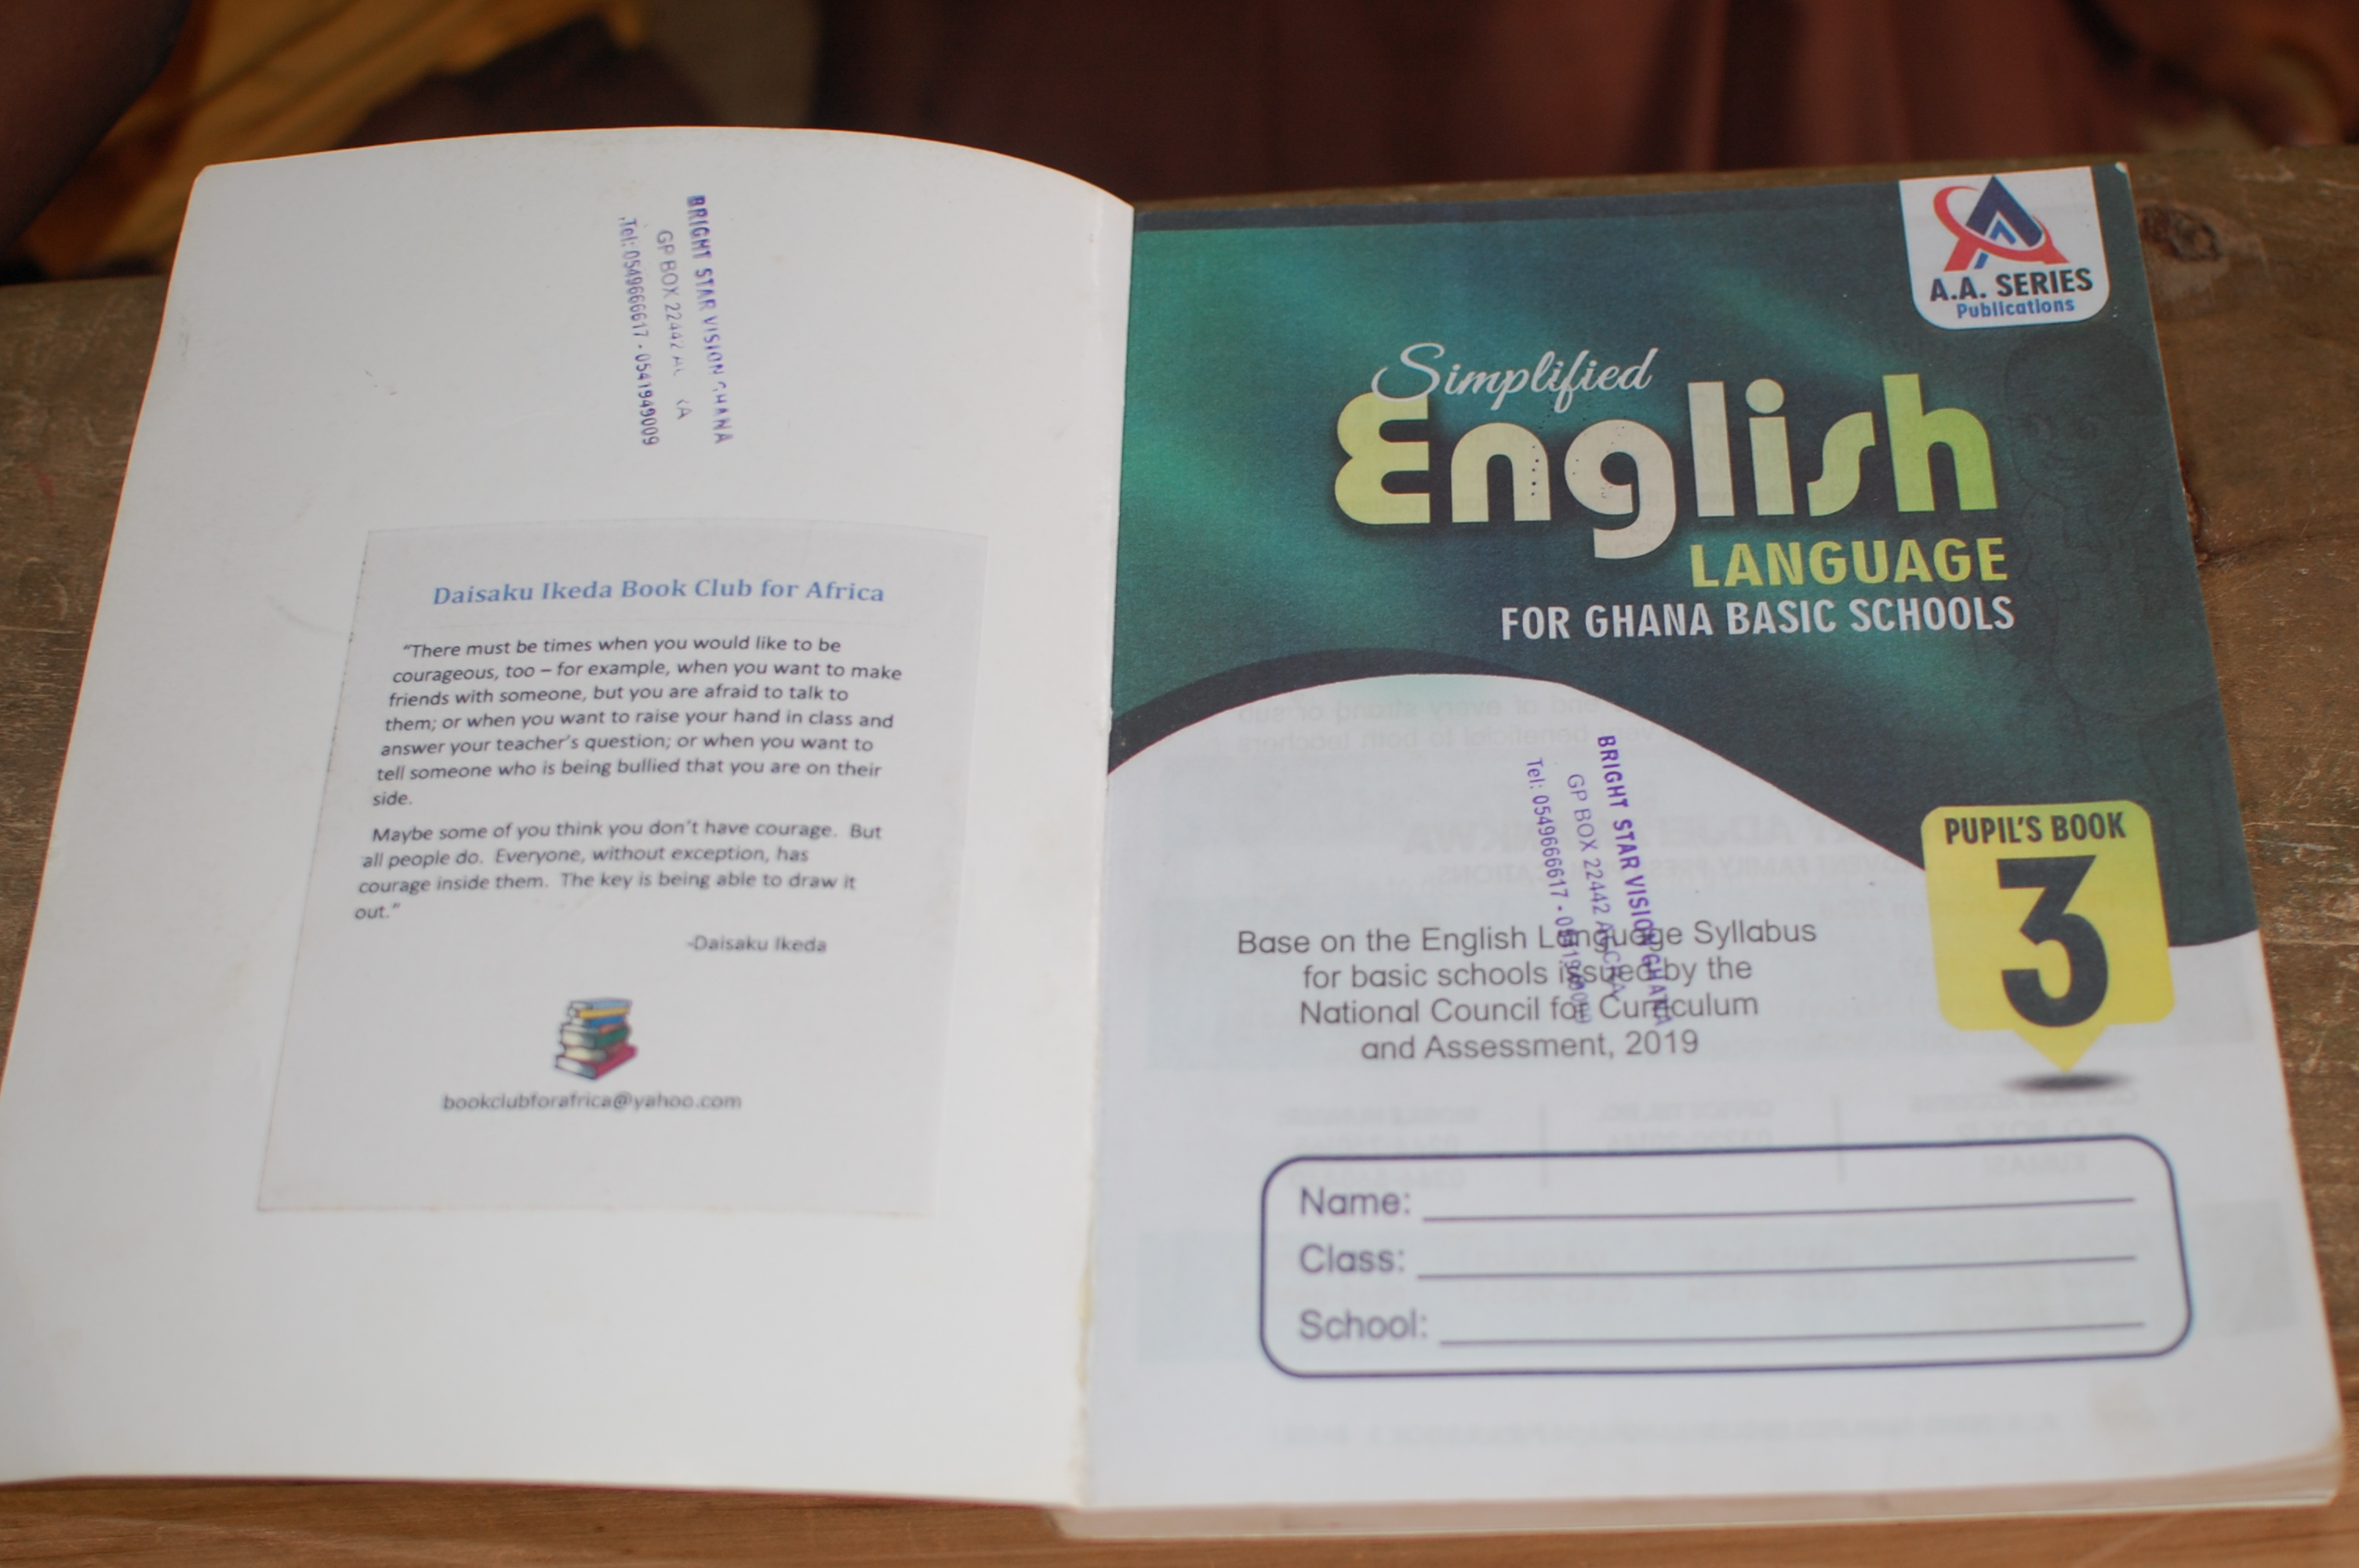 BRIGHT STAR VISION GHANA
GP BOX 22442
Tel: 0549666617 - 0541949009
Daisaku Ikeda Book Club for Africa
“There must be times when you would like to be
courageous, too – for example, when you want to make
friends with someone, but you are afraid to talk to
them; or when you want to raise your hand in class and
answer your teacher’s question; or when you want to
tell someone who is being bullied that you are on their
side.
Maybe some of you think you don’t have courage. But
all people do. Everyone, without exception, has
courage inside them. The key is being able to draw it
out.”
-Daisaku Ikeda
bookclubforafrica@yahoo.com
A.A. SERIES
Publications
Simplified
English
LANGUAGE
FOR GHANA BASIC SCHOOLS
PUPIL'S BOOK
3
BRIGHT STAR VISION GHANA
GP BOX 22442 ACCRA
Tel: 0549666617 -
Base on the English Language Syllabus
for basic schools issued by the
National Council for Curriculum
and Assessment, 2019
Name:
Class:
School: